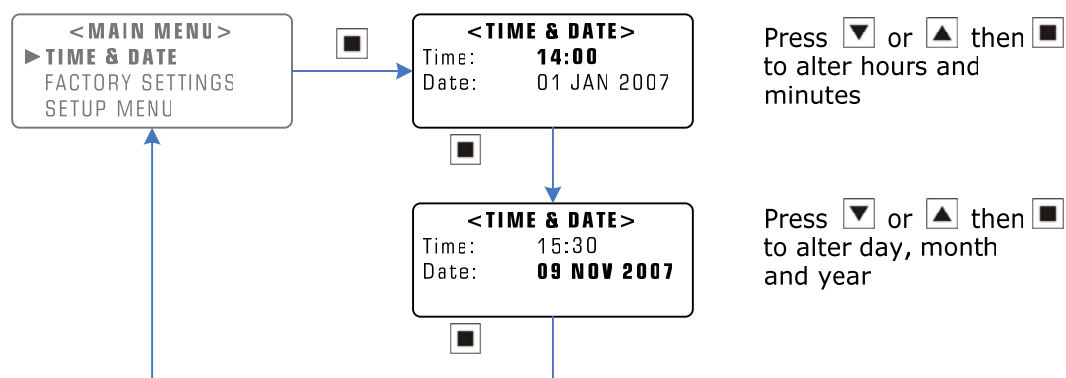 <MAIN MENU>
▶TIME & DATE
FACTORY SETTINGS
SETUP MENU
<TIME & DATE>
Time: 14:00
Date: 01 JAN 2007
Press ▼ or ▲ then ■
to alter hours and
minutes
<TIME & DATE>
Time: 15:30
Date: 09 NOV 2007
Press ▼ or ▲ then ■
to alter day, month
and year